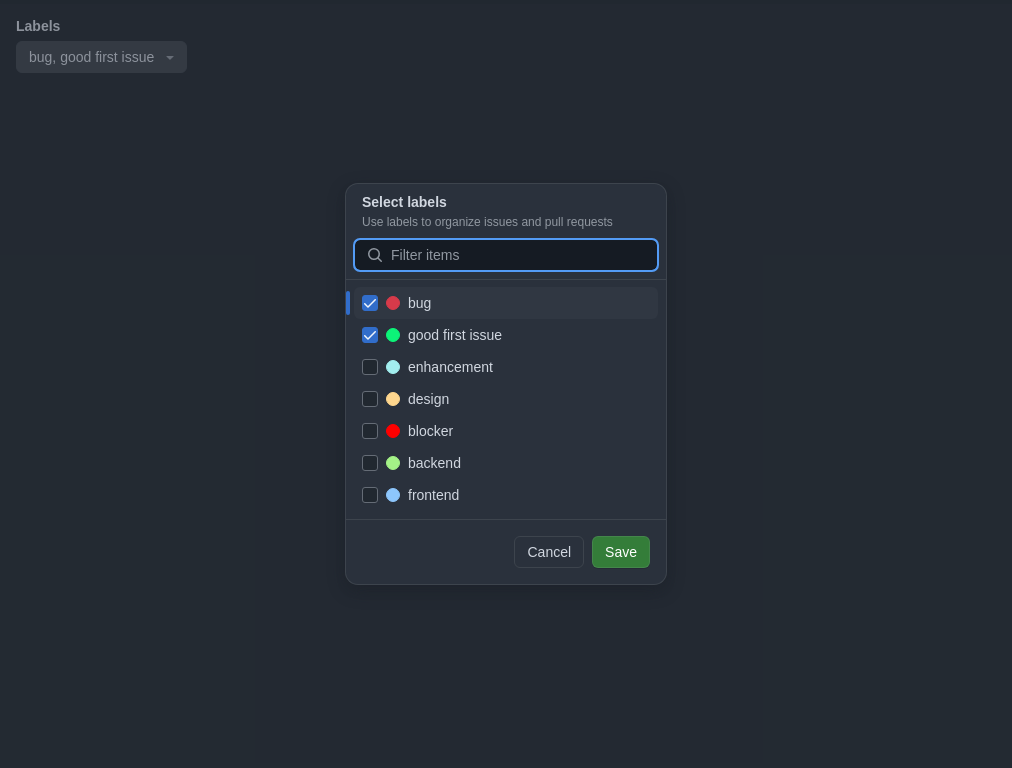 Labels
bug, good first issue
Select labels
Use labels to organize issues and pull requests
Filter items
bug
good first issue
enhancement
design
blocker
backend
frontend
Cancel Save